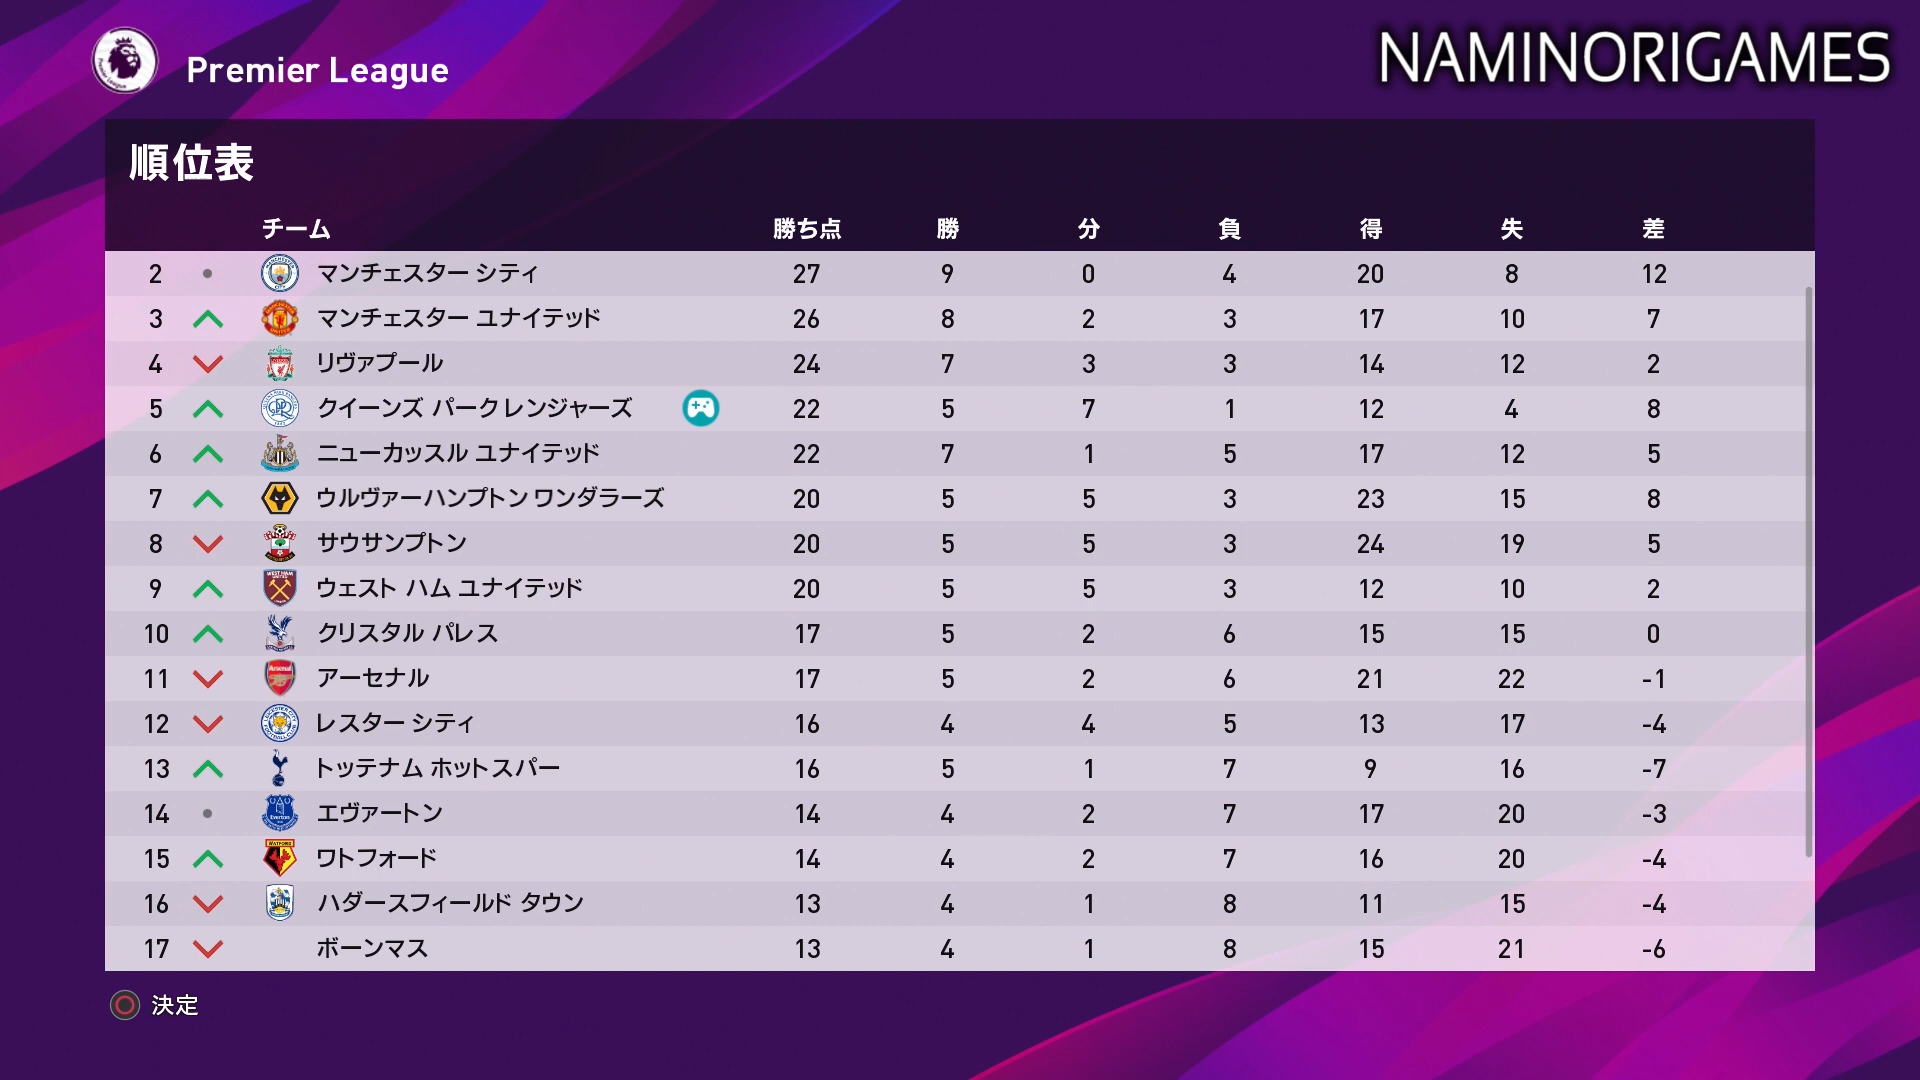 Premier League
NAMINORIGAMES
順位表
チーム 勝ち点 勝 分 負 得 失 差
2 マンチェスター シティ 27 9 0 4 20 8 12
3 マンチェスター ユナイテッド 26 8 2 3 17 10 7
4 リヴァプール 24 7 3 3 14 12 2
5 クイーンズ パーク レンジャーズ 22 5 7 1 12 4 8
6 ニューカッスル ユナイテッド 22 7 1 5 17 12 5
7 ウルヴァーハンプトン ワンダラーズ 20 5 5 3 23 15 8
8 サウサンプトン 20 5 5 3 24 19 5
9 ウェスト ハム ユナイテッド 20 5 5 3 12 10 2
10 クリスタル パレス 17 5 2 6 15 15 0
11 アーセナル 17 5 2 6 21 22 -1
12 レスター シティ 16 4 4 5 13 17 -4
13 トッテナム ホットスパー 16 5 1 7 9 16 -7
14 エヴァートン 14 4 2 7 17 20 -3
15 ワトフォード 14 4 2 7 16 20 -4
16 ハダースフィールド タウン 13 4 1 8 11 15 -4
17 ボーンマス 13 4 1 8 15 21 -6
決定